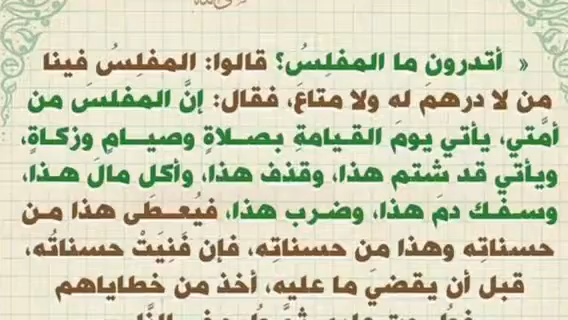 « أتدرون ما المفلِسُ؟ قالوا: المفلِسُ فينا
من لا درهمَ له ولا متاعَ، فقال: إنَّ المفلسَ من
أمَّتي، يأتي يومَ القيامةِ بصلاةٍ وصيامٍ وزكاةٍ،
ويأتي قد شتم هذا، وقذف هذا، وأكل مالَ هذا،
وسفك دمَ هذا، وضرب هذا، فيُعطَى هذا من
حسناتِه وهذا من حسناتِه، فإن فَنِيَتْ حسناتُه،
قبل أن يقضيَ ما عليه، أخذ من خطاياهم